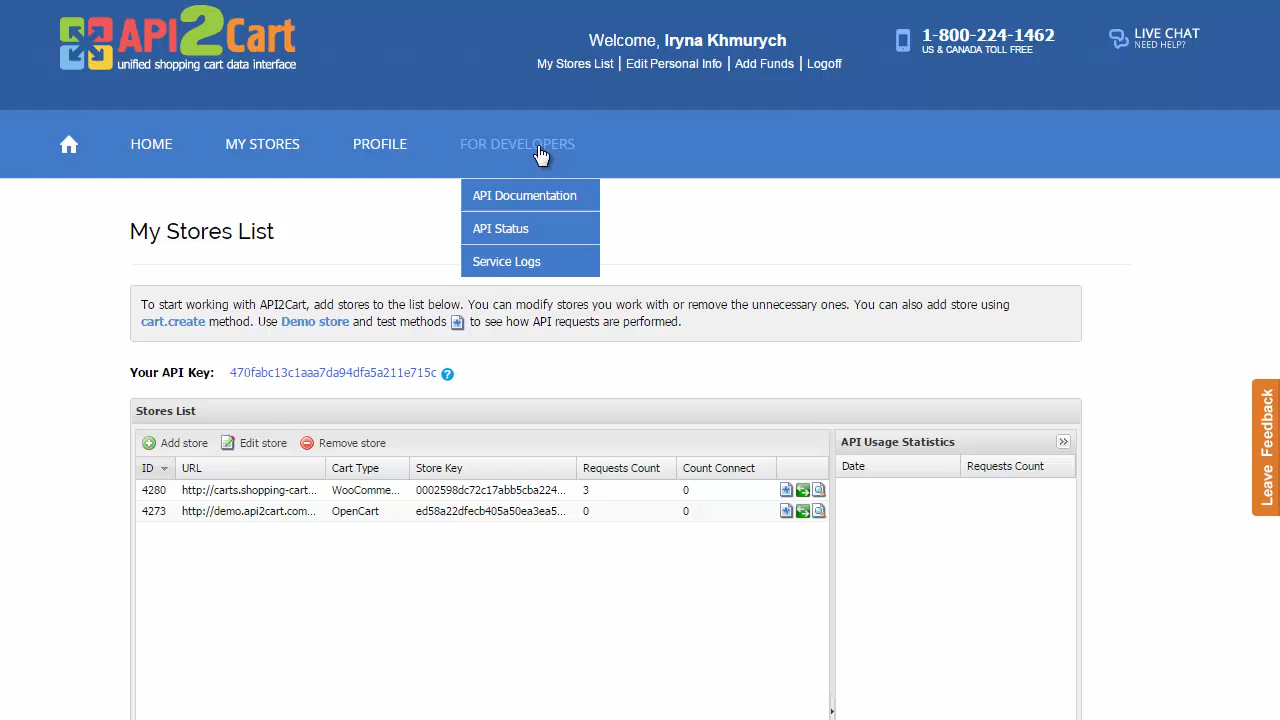 API2Cart
unified shopping cart data interface
Welcome, Iryna Khmurych
My Stores List | Edit Personal Info | Add Funds | Logoff
1-800-224-1462
US & CANADA TOLL FREE
LIVE CHAT
NEED HELP?
HOME MY STORES PROFILE FOR DEVELOPERS
API Documentation
API Status
Service Logs
My Stores List
To start working with API2Cart, add stores to the list below. You can modify stores you work with or remove the unnecessary ones. You can also add store using
cart.create method. Use Demo store and test methods to see how API requests are performed.
Your API Key: 470fabc13c1aaa7da94dfa5a211e715c ?
Stores List
Add store Edit store Remove store
ID URL Cart Type Store Key Requests Count Count Connect
4280 http://carts.shopping-cart... WooComme... 0002598dc72c17abb5cba224... 3 0
4273 http://demo.api2cart.com... OpenCart ed58a22dfecb405a50ea3ea5... 0 0
API Usage Statistics
Date Requests Count
Leave Feedback